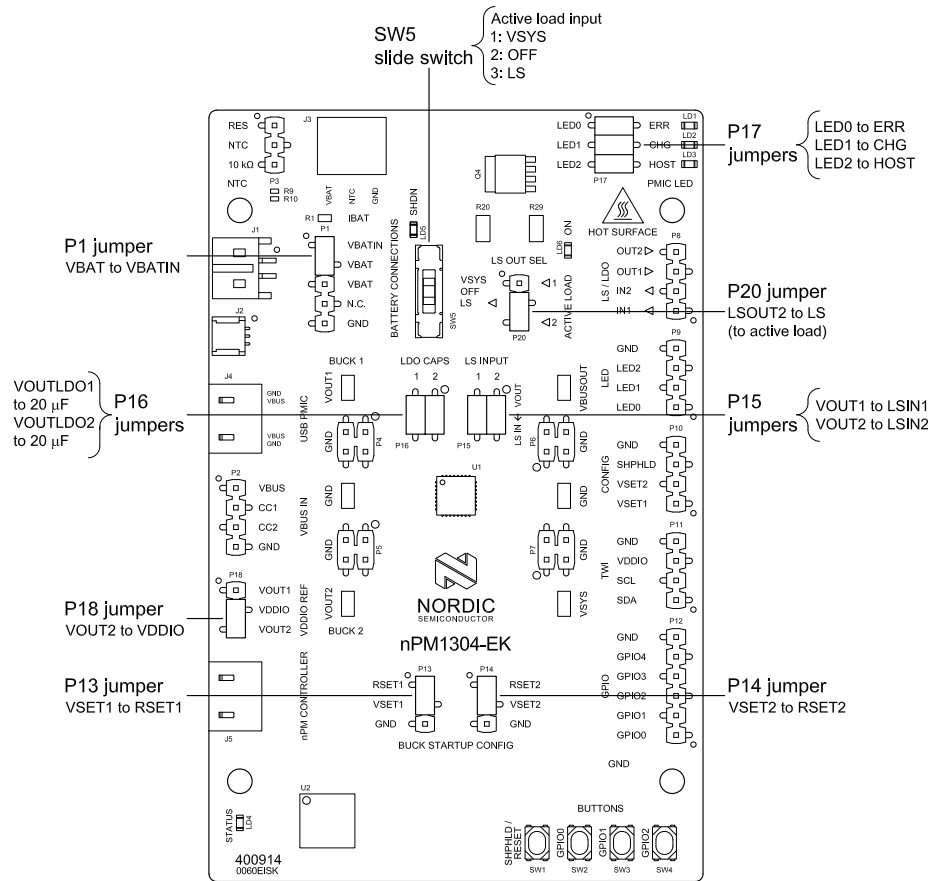 Active load input
SW5
slide switch
1: VSYS
2: OFF
3: LS
P17
jumpers
LED0 to ERR
LED1 to CHG
LED2 to HOST
P1 jumper
VBAT to VBATIN
P20 jumper
LSOUT2 to LS
(to active load)
VOUTLDO1
to 20 µF
VOUTLDO2
to 20 µF
P16
jumpers
P15
jumpers
VOUT1 to LSIN1
VOUT2 to LSIN2
P18 jumper
VOUT2 to VDDIO
P13 jumper
VSET1 to RSET1
P14 jumper
VSET2 to RSET2
RES
NTC
10 kΩ
NTC
P3
R9
R10
J3
VBAT
NTC
GND
R1
IBAT
P1
VBATIN
VBAT
VBAT
N.C.
GND
J1
J2
BATTERY CONNECTIONS
SHDN
LD5
SW5
Q4
R20
R29
LED0
LED1
LED2
P17
ERR
CHG
HOST
LD1
LD2
LD3
PMIC LED
HOT SURFACE
ON
LD6
LS OUT SEL
VSYS
OFF
LS
1
2
P20
ACTIVE LOAD
P8
OUT2
OUT1
IN2
IN1
LS / LDO
P9
GND
LED2
LED1
LED0
LED
J4
GND
VBUS
VBUS
GND
USB PMIC
BUCK 1
VOUT1
GND
P4
LDO CAPS
1 2
P16
LS INPUT
1 2
P15
LS IN
VOUT
VBUSOUT
P6
GND
P10
GND
SHPHLD
VSET2
VSET1
CONFIG
U1
P2
VBUS
CC1
CC2
GND
VBUS IN
GND
GND
GND
P5
P7
GND
P11
GND
VDDIO
SCL
SDA
TWI
P18
VOUT1
VDDIO
VOUT2
VDDIO REF
VOUT2
BUCK 2
NORDIC
SEMICONDUCTOR
nPM1304-EK
VSYS
P12
GND
GPIO4
GPIO3
GPIO2
GPIO1
GPIO0
GPIO
GND
J5
nPM CONTROLLER
P13
RSET1
VSET1
GND
P14
RSET2
VSET2
GND
BUCK STARTUP CONFIG
U2
STATUS
LD4
400914
0060EISK
BUTTONS
SHPHLD /
RESET
GPIO0
GPIO1
GPIO2
SW1
SW2
SW3
SW4